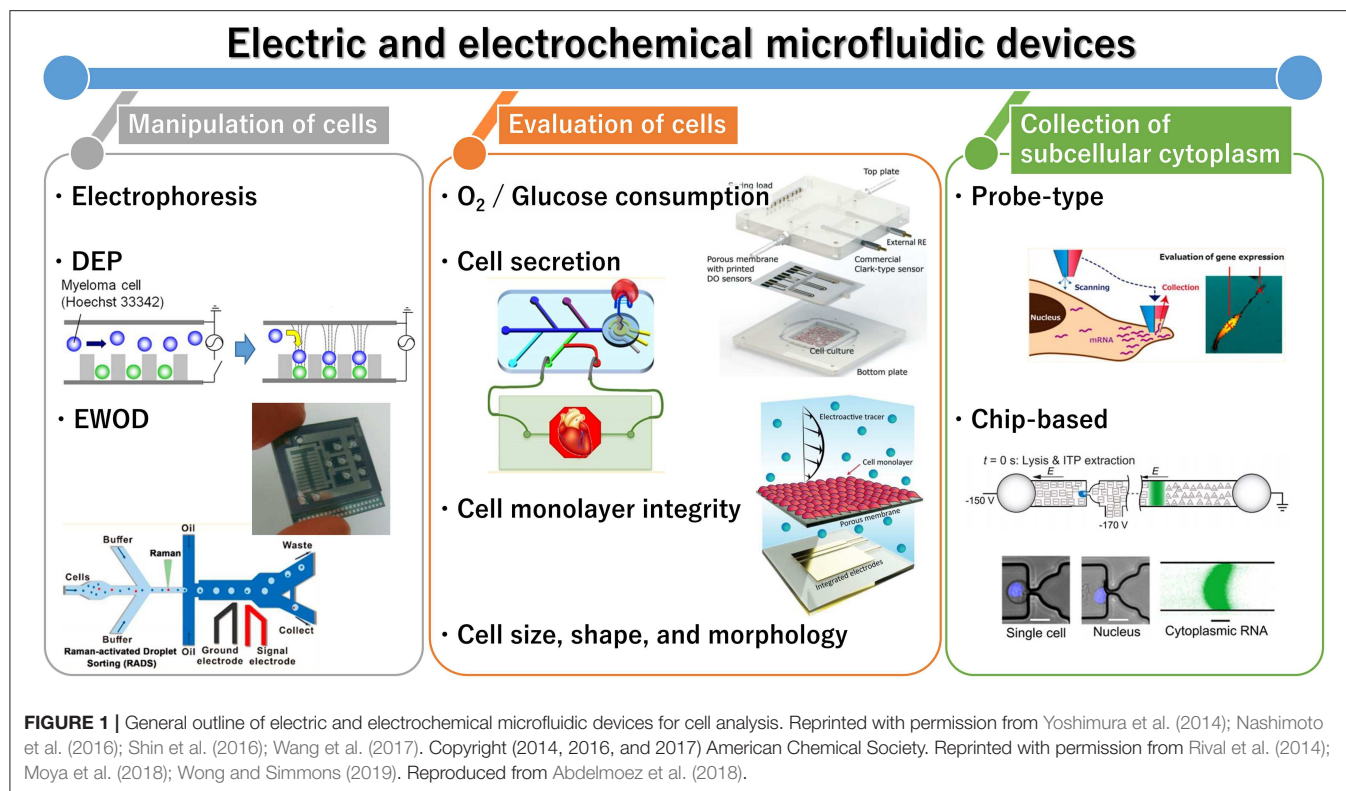 Electric and electrochemical microfluidic devices
Manipulation of cells
・Electrophoresis
・DEP
Myeloma cell
(Hoechst 33342)
・EWOD
Buffer
Oil
Raman
Waste
Cells
Collect
Buffer
Oil
Ground
electrode
Signal
electrode
Raman-activated Droplet
Sorting (RADS)
Evaluation of cells
・O₂ / Glucose consumption
Top plate
load
External RE
Porous membrane
with printed
DO sensors
Commercial
Clark-type sensor
Cell culture
Bottom plate
・Cell secretion
Electroactive tracer
Cell monolayer
Porous membrane
Integrated electrodes
・Cell monolayer integrity
・Cell size, shape, and morphology
Collection of
subcellular cytoplasm
・Probe-type
Evaluation of gene expression
Scanning
Collection
Nucleus
mRNA
・Chip-based
t = 0 s: Lysis & ITP extraction
E
E
-150 V
-170 V
Single cell
Nucleus
Cytoplasmic RNA
FIGURE 1 | General outline of electric and electrochemical microfluidic devices for cell analysis. Reprinted with permission from Yoshimura et al. (2014); Nashimoto
et al. (2016); Shin et al. (2016); Wang et al. (2017). Copyright (2014, 2016, and 2017) American Chemical Society. Reprinted with permission from Rival et al. (2014);
Moya et al. (2018); Wong and Simmons (2019). Reproduced from Abdelmoez et al. (2018).